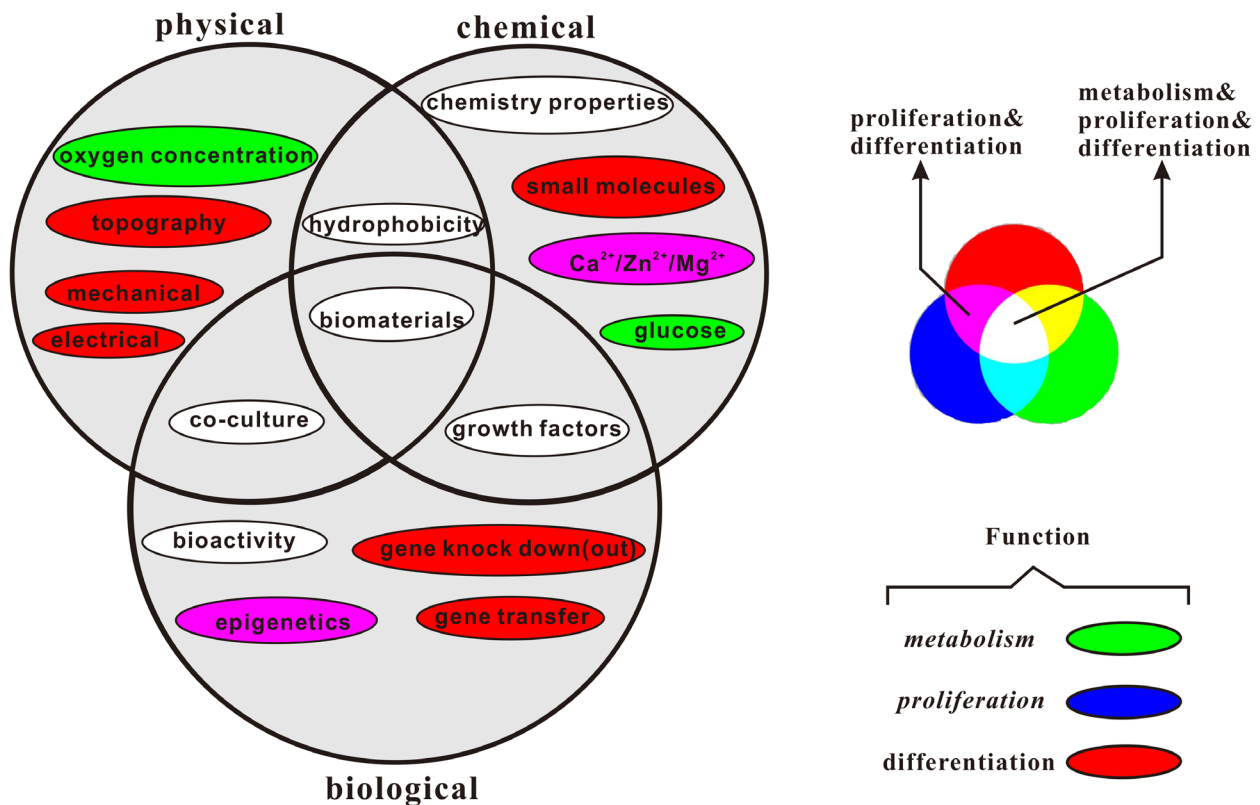 physical
chemical
chemistry properties
oxygen concentration
small molecules
topography
hydrophobicity
Ca²⁺/Zn²⁺/Mg²⁺
mechanical
biomaterials
electrical
glucose
co-culture
growth factors
bioactivity
gene knock down(out)
epigenetics
gene transfer
biological
proliferation&
differentiation
metabolism&
proliferation&
differentiation
Function
metabolism
proliferation
differentiation